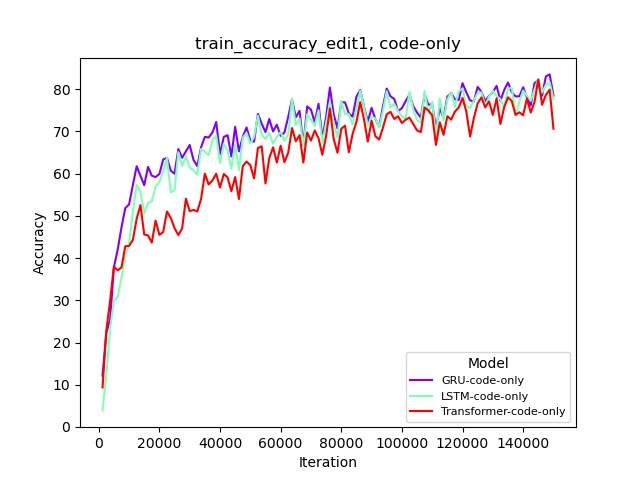 train_accuracy_edit1, code-only
Accuracy
80
70
60
50
40
30
20
10
0
0 20000 40000 60000 80000 100000 120000 140000
Iteration
Model
GRU-code-only
LSTM-code-only
Transformer-code-only